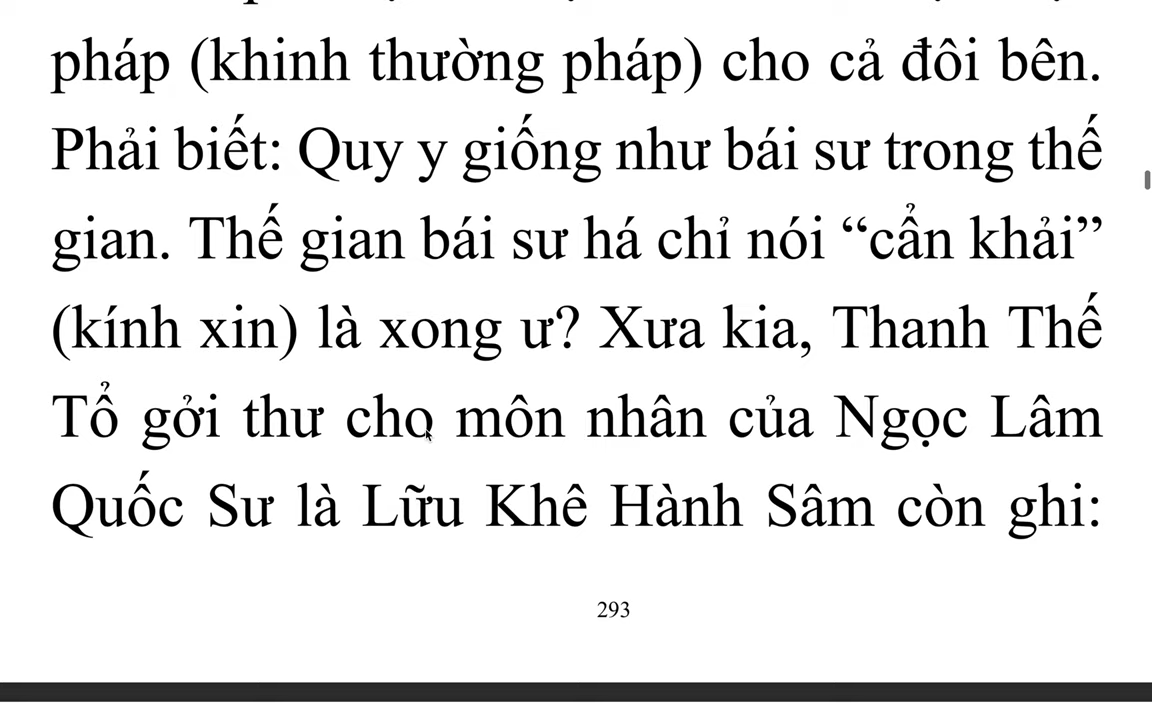 pháp (khinh thường pháp) cho cả đôi bên.
Phải biết: Quy y giống như bái sư trong thế
gian. Thế gian bái sư há chỉ nói “cẩn khải”
(kính xin) là xong ư? Xưa kia, Thanh Thế
Tổ gởi thư cho môn nhân của Ngọc Lâm
Quốc Sư là Lữu Khê Hành Sâm còn ghi:
293